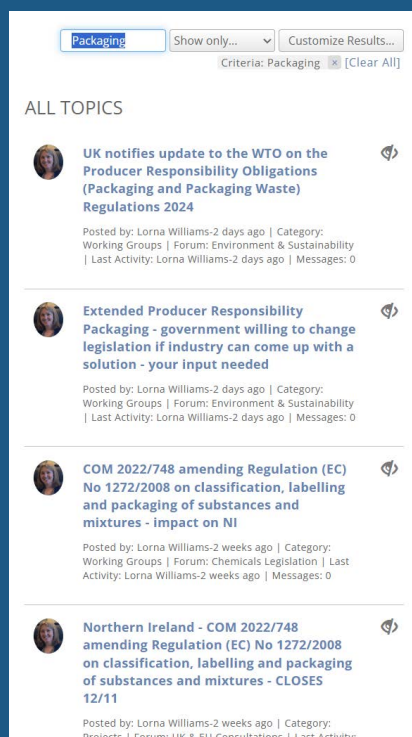 Packaging Show only... Customize Results...
Criteria: Packaging × [Clear All]
ALL TOPICS
UK notifies update to the WTO on the
Producer Responsibility Obligations
(Packaging and Packaging Waste)
Regulations 2024
Posted by: Lorna Williams-2 days ago | Category:
Working Groups | Forum: Environment & Sustainability
| Last Activity: Lorna Williams-2 days ago | Messages: 0
Extended Producer Responsibility
Packaging - government willing to change
legislation if industry can come up with a
solution - your input needed
Posted by: Lorna Williams-2 days ago | Category:
Working Groups | Forum: Environment & Sustainability
| Last Activity: Lorna Williams-2 days ago | Messages: 0
COM 2022/748 amending Regulation (EC)
No 1272/2008 on classification, labelling
and packaging of substances and
mixtures - impact on NI
Posted by: Lorna Williams-2 weeks ago | Category:
Working Groups | Forum: Chemicals Legislation | Last
Activity: Lorna Williams-2 weeks ago | Messages: 0
Northern Ireland - COM 2022/748
amending Regulation (EC) No 1272/2008
on classification, labelling and packaging
of substances and mixtures - CLOSES
12/11
Posted by: Lorna Williams-2 weeks ago | Category:
Projects | Forum: UK & EU Consultations | Last Activity: